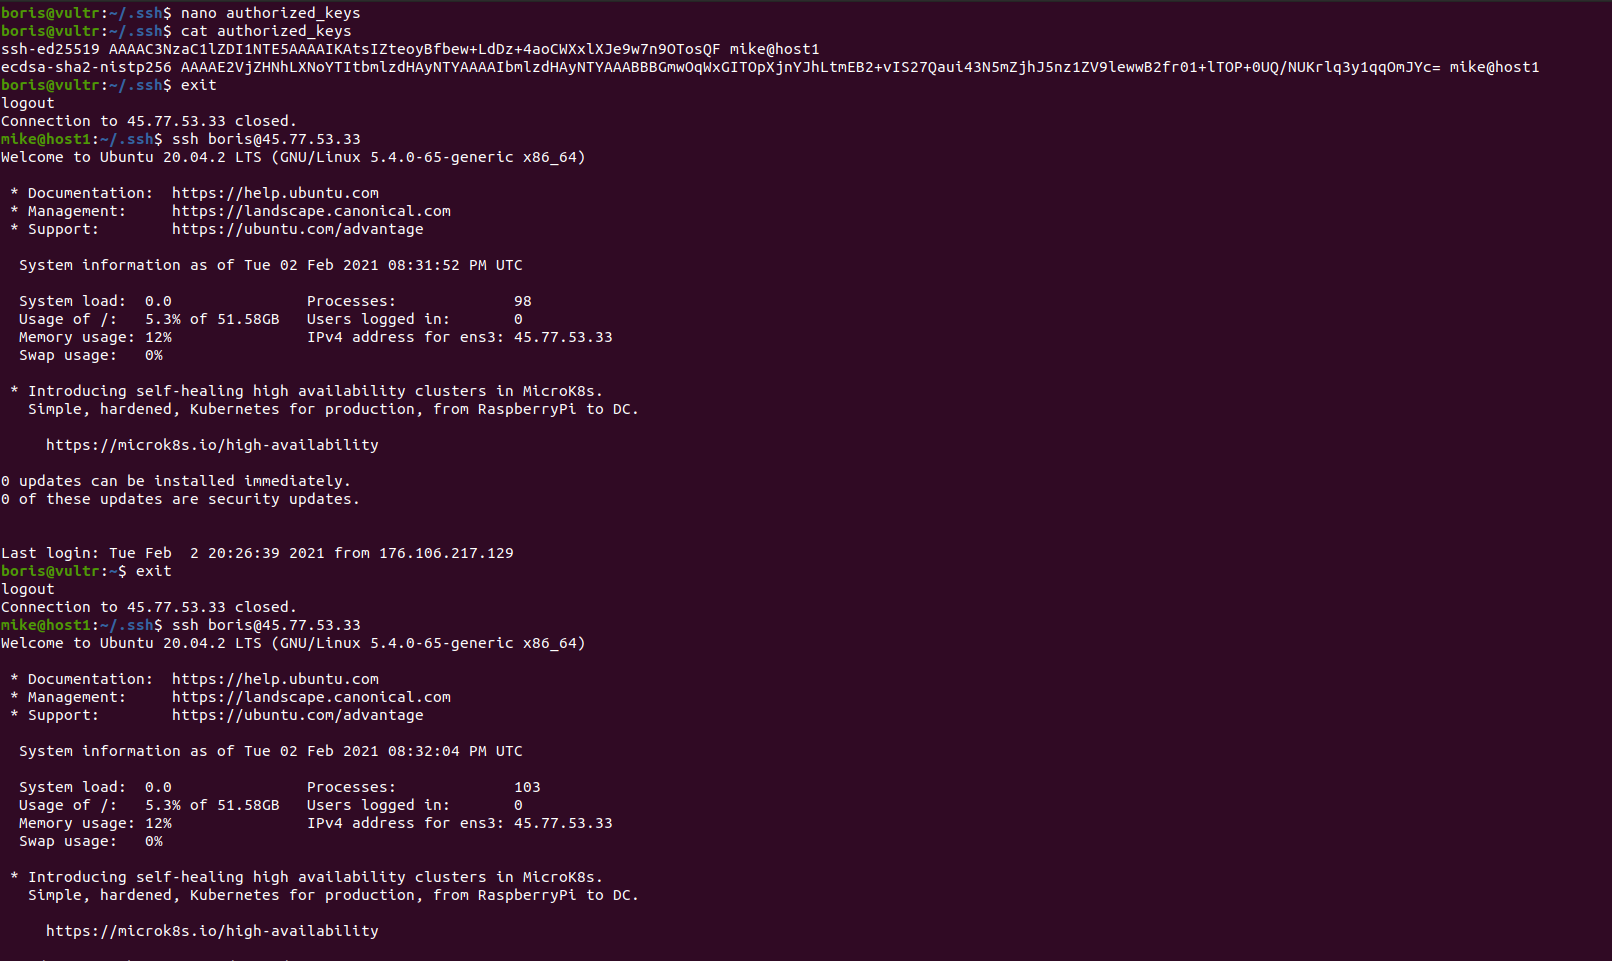 boris@vultr:~/.ssh$ nano authorized_keys
boris@vultr:~/.ssh$ cat authorized_keys
ssh-ed25519 AAAAC3NzaC1lZDI1NTE5AAAAIKAtsIZteoyBfbew+LdDz+4aoCWXxlXJe9w7n9OTosQF mike@host1
ecdsa-sha2-nistp256 AAAAE2VjZHNhLXNoYTItbmlzdHAyNTYAAAAIbmlzdHAyNTYAAABBBGmwOqWxGITOpXjnYJhLtmEB2+vIS27Qaui43N5mZjhJ5nz1ZV9lewwB2fr01+lTOP+0UQ/NUKrlq3y1qqOmJYc= mike@host1
boris@vultr:~/.ssh$ exit
logout
Connection to 45.77.53.33 closed.
mike@host1:~/.ssh$ ssh boris@45.77.53.33
Welcome to Ubuntu 20.04.2 LTS (GNU/Linux 5.4.0-65-generic x86_64)
* Documentation:  https://help.ubuntu.com
* Management:     https://landscape.canonical.com
* Support:        https://ubuntu.com/advantage
System information as of Tue 02 Feb 2021 08:31:52 PM UTC
System load:  0.0               Processes:             98
Usage of /:   5.3% of 51.58GB   Users logged in:       0
Memory usage: 12%               IPv4 address for ens3: 45.77.53.33
Swap usage:   0%
* Introducing self-healing high availability clusters in MicroK8s.
Simple, hardened, Kubernetes for production, from RaspberryPi to DC.
https://microk8s.io/high-availability
0 updates can be installed immediately.
0 of these updates are security updates.
Last login: Tue Feb  2 20:26:39 2021 from 176.106.217.129
boris@vultr:~$ exit
logout
Connection to 45.77.53.33 closed.
mike@host1:~/.ssh$ ssh boris@45.77.53.33
Welcome to Ubuntu 20.04.2 LTS (GNU/Linux 5.4.0-65-generic x86_64)
* Documentation:  https://help.ubuntu.com
* Management:     https://landscape.canonical.com
* Support:        https://ubuntu.com/advantage
System information as of Tue 02 Feb 2021 08:32:04 PM UTC
System load:  0.0               Processes:             103
Usage of /:   5.3% of 51.58GB   Users logged in:       0
Memory usage: 12%               IPv4 address for ens3: 45.77.53.33
Swap usage:   0%
* Introducing self-healing high availability clusters in MicroK8s.
Simple, hardened, Kubernetes for production, from RaspberryPi to DC.
https://microk8s.io/high-availability